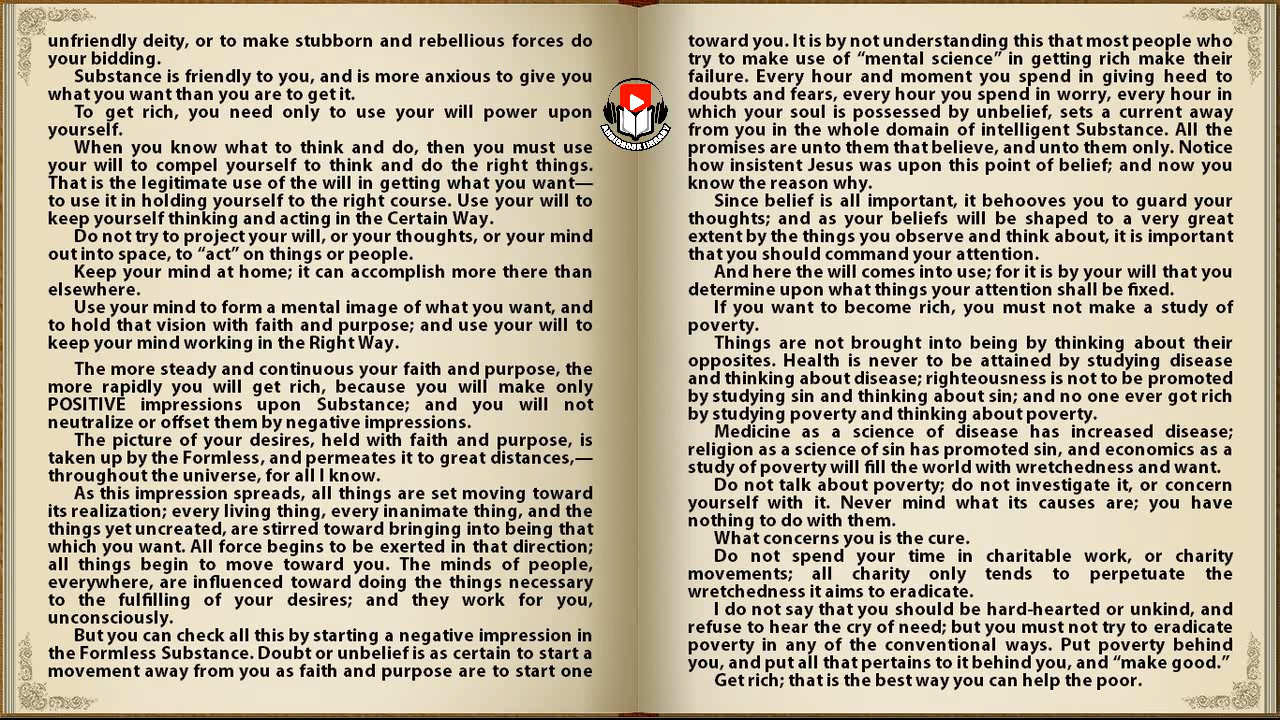 unfriendly deity, or to make stubborn and rebellious forces do
your bidding.
Substance is friendly to you, and is more anxious to give you
what you want than you are to get it.
To get rich, you need only to use your will power upon
yourself.
When you know what to think and do, then you must use
your will to compel yourself to think and do the right things.
That is the legitimate use of the will in getting what you want—
to use it in holding yourself to the right course. Use your will to
keep yourself thinking and acting in the Certain Way.
Do not try to project your will, or your thoughts, or your mind
out into space, to “act” on things or people.
Keep your mind at home; it can accomplish more there than
elsewhere.
Use your mind to form a mental image of what you want, and
to hold that vision with faith and purpose; and use your will to
keep your mind working in the Right Way.
The more steady and continuous your faith and purpose, the
more rapidly you will get rich, because you will make only
POSITIVE impressions upon Substance; and you will not
neutralize or offset them by negative impressions.
The picture of your desires, held with faith and purpose, is
taken up by the Formless, and permeates it to great distances,—
throughout the universe, for all I know.
As this impression spreads, all things are set moving toward
its realization; every living thing, every inanimate thing, and the
things yet uncreated, are stirred toward bringing into being that
which you want. All force begins to be exerted in that direction;
all things begin to move toward you. The minds of people,
everywhere, are influenced toward doing the things necessary
to the fulfilling of your desires; and they work for you,
unconsciously.
But you can check all this by starting a negative impression in
the Formless Substance. Doubt or unbelief is as certain to start a
movement away from you as faith and purpose are to start one
AUDIOBOOK LIBRARY
toward you. It is by not understanding this that most people who
try to make use of “mental science” in getting rich make their
failure. Every hour and moment you spend in giving heed to
doubts and fears, every hour you spend in worry, every hour in
which your soul is possessed by unbelief, sets a current away
from you in the whole domain of intelligent Substance. All the
promises are unto them that believe, and unto them only. Notice
how insistent Jesus was upon this point of belief; and now you
know the reason why.
Since belief is all important, it behooves you to guard your
thoughts; and as your beliefs will be shaped to a very great
extent by the things you observe and think about, it is important
that you should command your attention.
And here the will comes into use; for it is by your will that you
determine upon what things your attention shall be fixed.
If you want to become rich, you must not make a study of
poverty.
Things are not brought into being by thinking about their
opposites. Health is never to be attained by studying disease
and thinking about disease; righteousness is not to be promoted
by studying sin and thinking about sin; and no one ever got rich
by studying poverty and thinking about poverty.
Medicine as a science of disease has increased disease;
religion as a science of sin has promoted sin, and economics as a
study of poverty will fill the world with wretchedness and want.
Do not talk about poverty; do not investigate it, or concern
yourself with it. Never mind what its causes are; you have
nothing to do with them.
What concerns you is the cure.
Do not spend your time in charitable work, or charity
movements; all charity only tends to perpetuate the
wretchedness it aims to eradicate.
I do not say that you should be hard-hearted or unkind, and
refuse to hear the cry of need; but you must not try to eradicate
poverty in any of the conventional ways. Put poverty behind
you, and put all that pertains to it behind you, and “make good.”
Get rich; that is the best way you can help the poor.